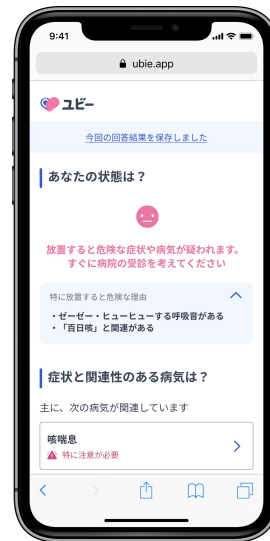 9:41
ubie.app
ユビー
今回の回答結果を保存しました
あなたの状態は？
放置すると危険な症状や病気が疑われます。
すぐに病院の受診を考えてください
特に放置すると危険な理由
・ゼーゼー・ヒューヒューする呼吸音がある
・「百日咳」と関連がある
症状と関連性のある病気は？
主に、次の病気が関連しています
咳喘息
特に注意が必要